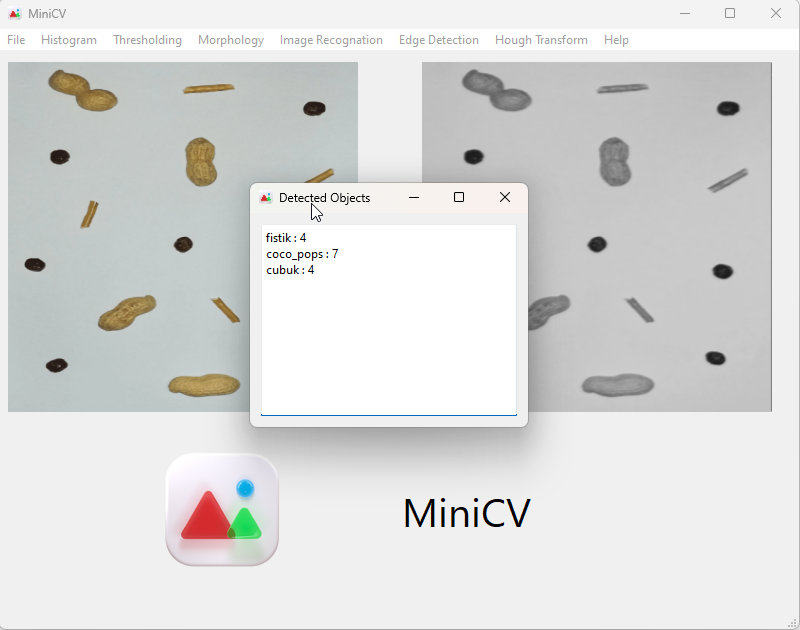 MiniCV
File Histogram Thresholding Morphology Image Recognation Edge Detection Hough Transform Help
Detected Objects
fistik : 4
coco_pops : 7
cubuk : 4
MiniCV